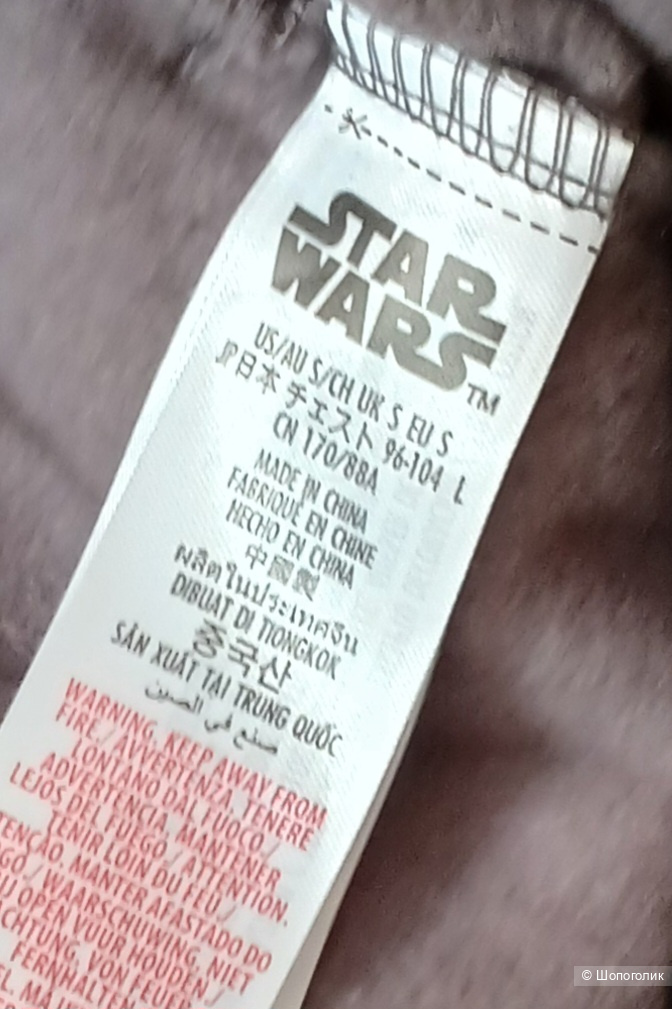 STAR
WARS™
US/AU S/CH UK S EU S
JP日本 チェスト 96-104 L
CN 170/88A
MADE IN CHINA
FABRIQUÉ EN CHINE
HECHO EN CHINA
中國製
ผลิตในประเทศจีน
DIBUAT DI TIONGKOK
중국산
SẢN XUẤT TẠI TRUNG QUỐC
صنع في الصين
WARNING, KEEP AWAY FROM
FIRE / AVVERTENZA, TENERE
LONTANO DAL FUOCO /
ADVERTENCIA, MANTENER
LEJOS DEL FUEGO / ATTENTION.
TENIR LOIN DU FEU /
TENÇÃO, MANTER AFASTADO DO
GO / WAARSCHUWING, NIET
OPEN VUUR HOUDEN /
CHTUNG, VON FEUER
FERNHALTEN
© Шопоголик